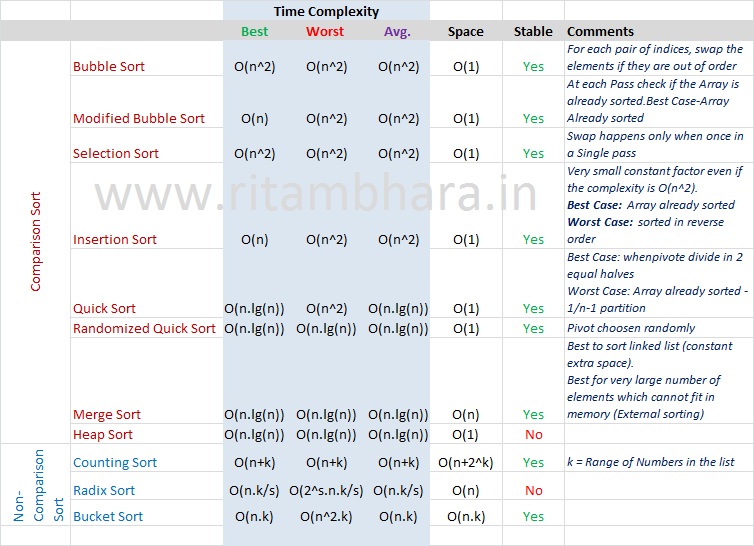 Time Complexity
Best Worst Avg. Space Stable Comments
Comparison Sort
Bubble Sort O(n^2) O(n^2) O(n^2) O(1) Yes For each pair of indices, swap the
elements if they are out of order
Modified Bubble Sort O(n) O(n^2) O(n^2) O(1) Yes At each Pass check if the Array is
already sorted.Best Case-Array
Already sorted
Selection Sort O(n^2) O(n^2) O(n^2) O(1) Yes Swap happens only when once in
a Single pass
www.ritambhara.in
Insertion Sort O(n) O(n^2) O(n^2) O(1) Yes Very small constant factor even if
the complexity is O(n^2).
Best Case: Array already sorted
Worst Case: sorted in reverse
order
Quick Sort O(n.lg(n)) O(n^2) O(n.lg(n)) O(1) Yes Best Case: whenpivote divide in 2
equal halves
Worst Case: Array already sorted -
1/n-1 partition
Randomized Quick Sort O(n.lg(n)) O(n.lg(n)) O(n.lg(n)) O(1) Yes Pivot choosen randomly
Merge Sort O(n.lg(n)) O(n.lg(n)) O(n.lg(n)) O(n) Yes Best to sort linked list (constant
extra space).
Best for very large number of
elements which cannot fit in
memory (External sorting)
Heap Sort O(n.lg(n)) O(n.lg(n)) O(n.lg(n)) O(1) No
Non-
Comparison
Sort
Counting Sort O(n+k) O(n+k) O(n+k) O(n+2^k) Yes k = Range of Numbers in the list
Radix Sort O(n.k/s) O(2^s.n.k/s) O(n.k/s) O(n) No
Bucket Sort O(n.k) O(n^2.k) O(n.k) O(n.k) Yes